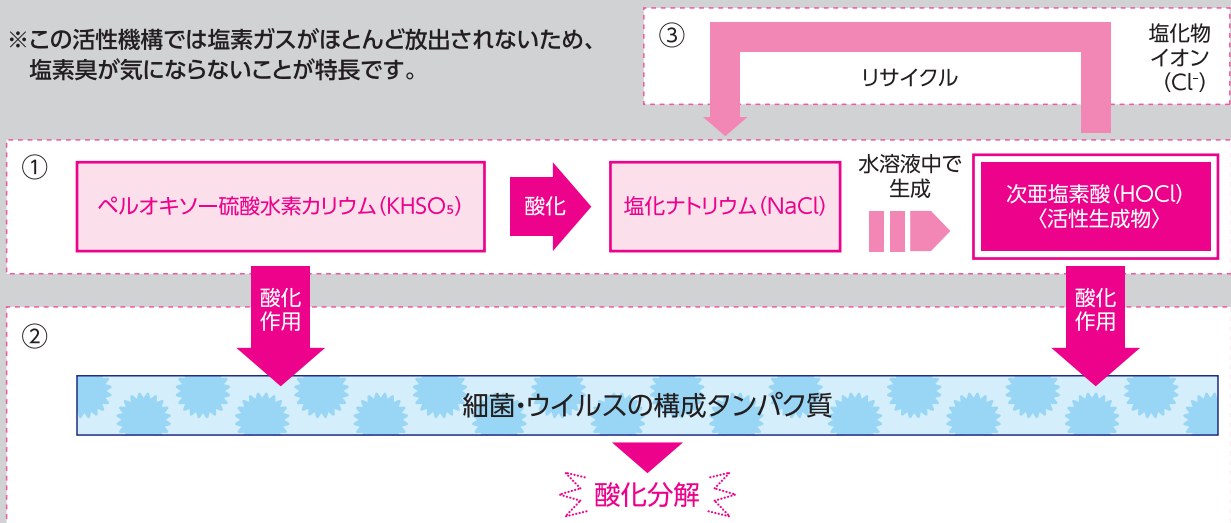 ※この活性機構では塩素ガスがほとんど放出されないため、
塩素臭が気にならないことが特長です。
③
リサイクル
塩化物
イオン
(Cl⁻)
①
ペルオキソ一硫酸水素カリウム(KHSO₅)
酸化
塩化ナトリウム(NaCl)
水溶液中で
生成
次亜塩素酸(HOCl)
〈活性生成物〉
②
酸化
作用
酸化
作用
細菌・ウイルスの構成タンパク質
酸化分解